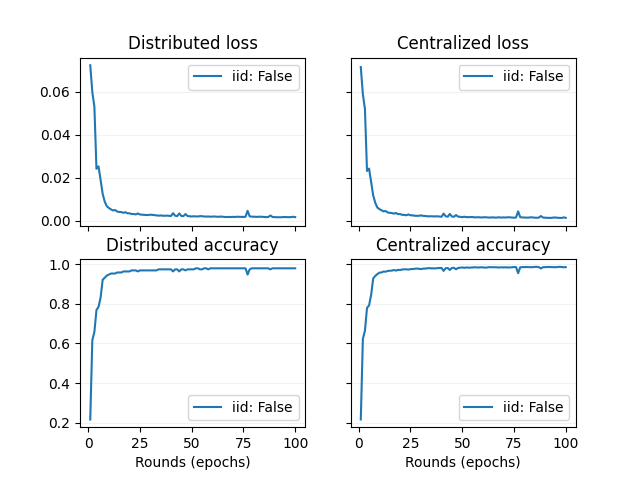 Distributed loss
Centralized loss
iid: False
iid: False
0.06
0.04
0.02
0.00
Distributed accuracy
Centralized accuracy
1.0
0.8
0.6
0.4
0.2
iid: False
iid: False
0 25 50 75 100
0 25 50 75 100
Rounds (epochs)
Rounds (epochs)